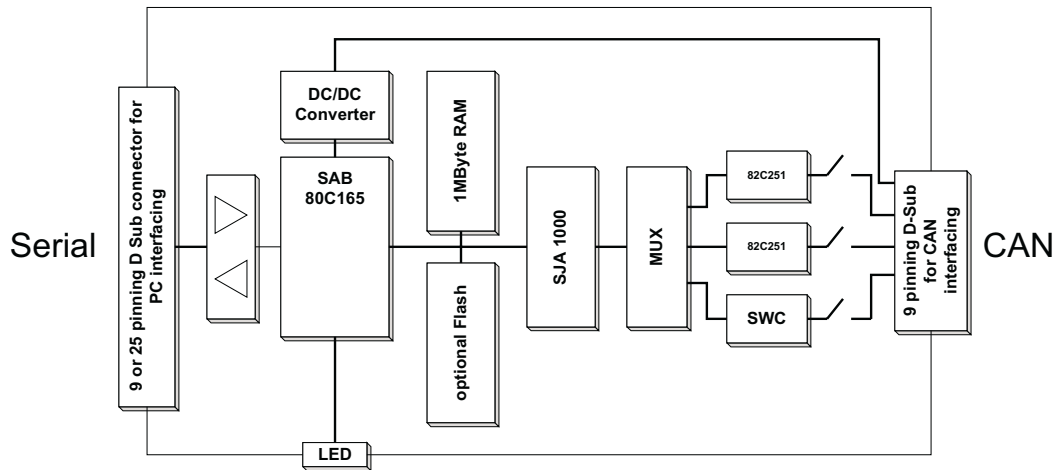 Serial
9 or 25 pinning D Sub connector for
PC interfacing
DC/DC
Converter
SAB
80C165
LED
1MByte RAM
optional Flash
SJA 1000
MUX
82C251
82C251
SWC
9 pinning D-Sub
for CAN
interfacing
CAN